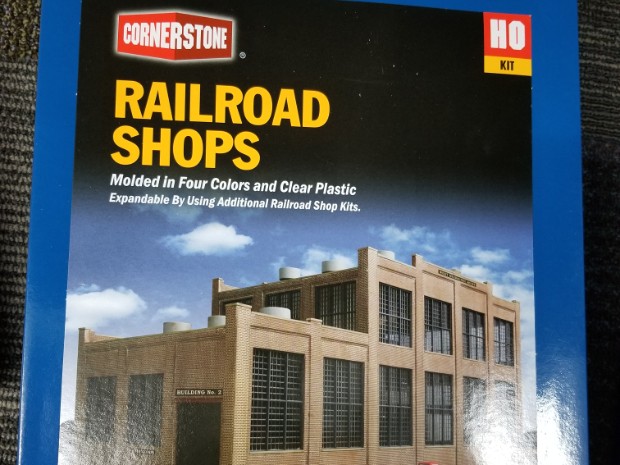 CORNERSTONE
®
HO
KIT
RAILROAD
SHOPS
Molded in Four Colors and Clear Plastic
Expandable By Using Additional Railroad Shop Kits.
BUILDING No. 2